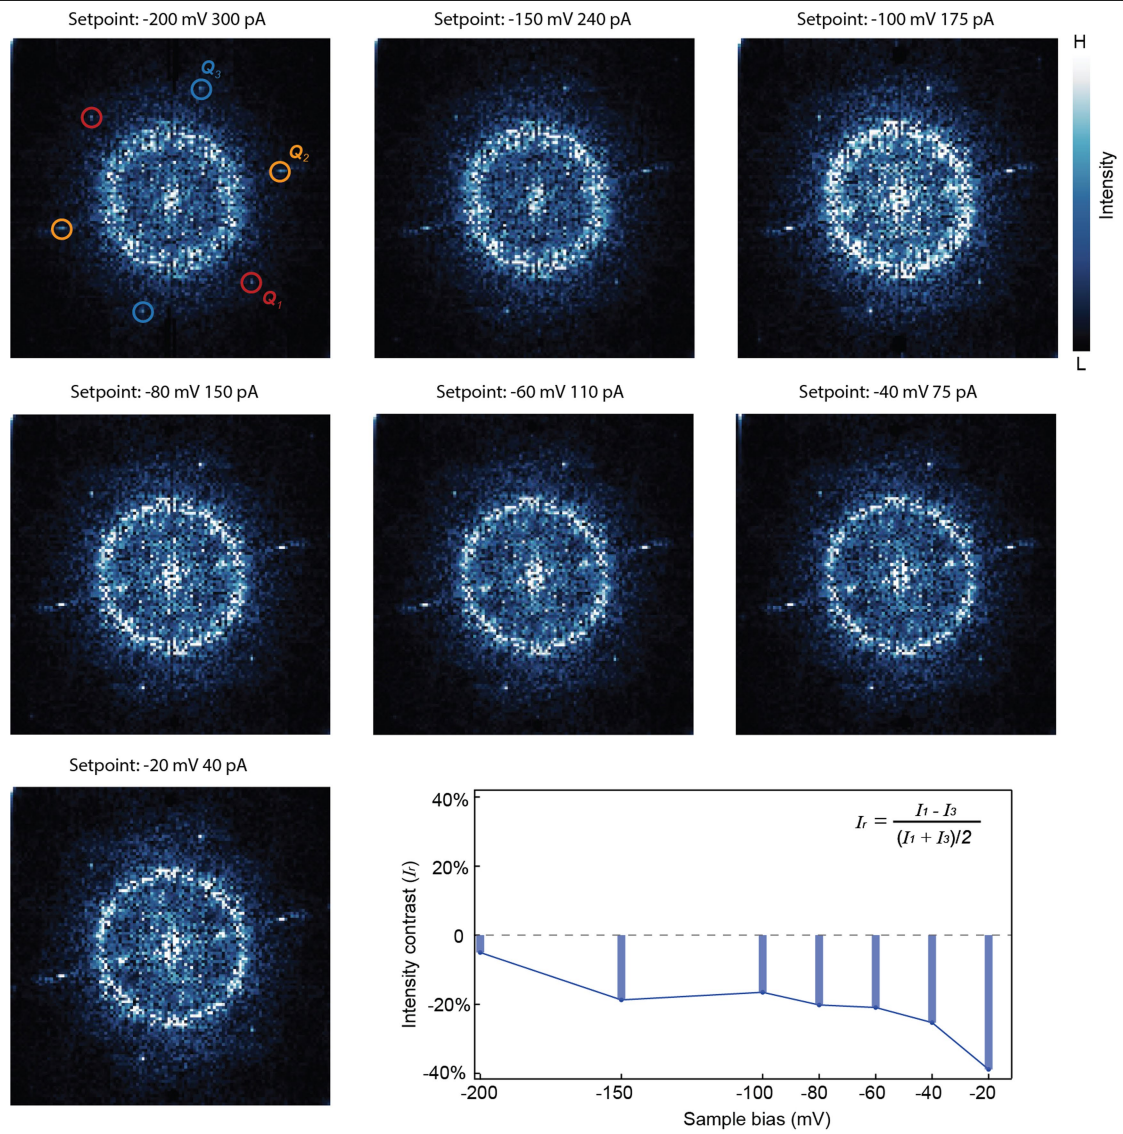 Setpoint: -200 mV 300 pA
Setpoint: -150 mV 240 pA
Setpoint: -100 mV 175 pA
Q3
Q2
Q1
H
Intensity
L
Setpoint: -80 mV 150 pA
Setpoint: -60 mV 110 pA
Setpoint: -40 mV 75 pA
Setpoint: -20 mV 40 pA
40%
20%
0
-20%
-40%
Intensity contrast (Ir)
Ir = I1 - I3
(I1 + I3)/2
-200
-150
-100
-80
-60
-40
-20
Sample bias (mV)